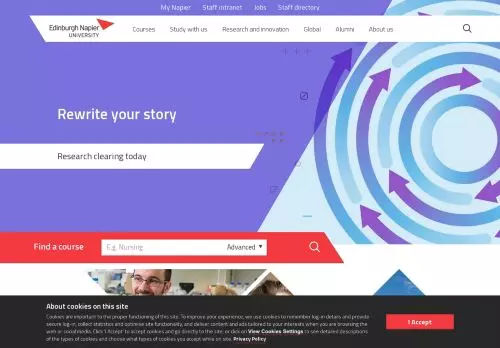 My Napier Staff intranet Jobs Staff directory
Edinburgh Napier
UNIVERSITY
Courses Study with us Research and innovation Global Alumni About us
Rewrite your story
Research clearing today
Find a course E.g. Nursing Advanced
About cookies on this site
Cookies are important to the proper functioning of this site. To improve your experience, we use cookies to remember log-in details and provide
secure log-in, collect statistics and optimise site functionality, and deliver content and ads tailored to your interests when you are browsing the
web or social media. Click 'I Accept' to accept cookies and go directly to the site, or click on View Cookies Settings to see detailed descriptions
of the types of cookies and choose what types of cookies you accept while on site. Privacy Policy
I Accept